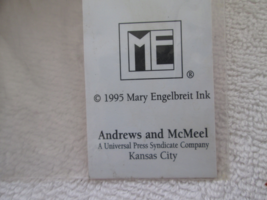 ME
®
© 1995 Mary Engelbreit Ink
Andrews and McMeel
A Universal Press Syndicate Company
Kansas City